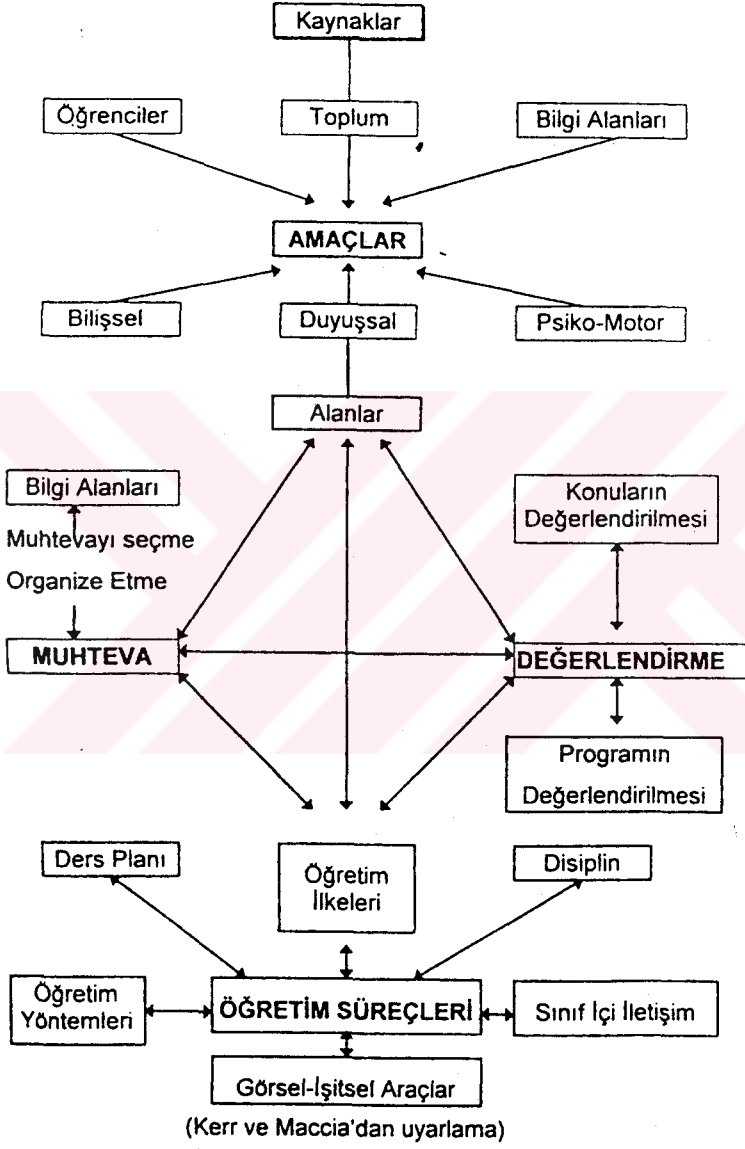 Kaynaklar
Öğrenciler
Toplum
Bilgi Alanları
AMAÇLAR
Bilişsel
Duyuşsal
Psiko-Motor
Alanlar
Bilgi Alanları
Muhtevayı seçme
Organize Etme
MUHTEVA
Konuların
Değerlendirilmesi
DEĞERLENDİRME
Programın
Değerlendirilmesi
Ders Planı
Öğretim
İlkeleri
Disiplin
Öğretim
Yöntemleri
ÖĞRETİM SÜREÇLERİ
Sınıf İçi İletişim
Görsel-İşitsel Araçlar
(Kerr ve Maccia'dan uyarlama)